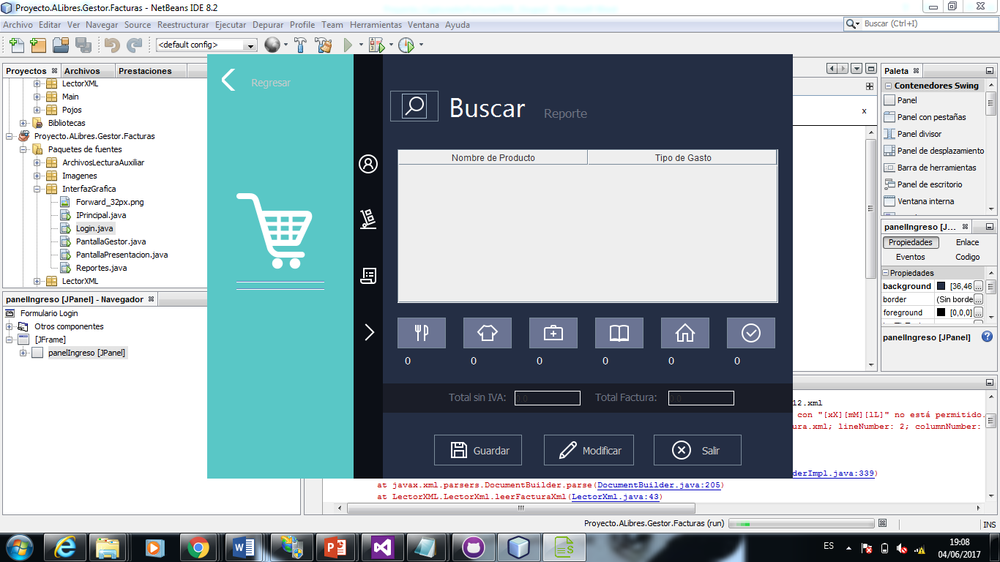 Proyecto.ALibres.Gestor.Facturas - NetBeans IDE 8.2
Archivo Editar Ver Navegar Source Reestructurar Ejecutar Depurar Profile Team Herramientas Ventana Ayuda
Buscar (Ctrl+I)
<default config>
Proyectos Archivos Prestaciones
LectorXML
Main
Pojos
Bibliotecas
Proyecto.ALibres.Gestor.Facturas
Paquetes de fuentes
ArchivosLecturaAuxiliar
Imagenes
InterfazGrafica
Forward_32px.png
IPrincipal.java
Login.java
PantallaGestor.java
PantallaPresentacion.java
Reportes.java
LectorXML
panelIngreso [JPanel] - Navegador
Formulario Login
Otros componentes
[JFrame]
panelIngreso [JPanel]
Regresar
Buscar
Reporte
Nombre de Producto Tipo de Gasto
0 0 0 0 0 0
Total sin IVA: 0.0 Total Factura: 0.0
Guardar Modificar Salir
x
Paleta
Contenedores Swing
Panel
Panel con pestañas
Panel divisor
Panel de desplazamiento
Barra de herramientas
Panel de escritorio
Ventana interna
panelIngreso [J...
Propiedades Enlace
Eventos Codigo
Propiedades
background [36,46 ...
border (Sin borde ...
foreground [0,0,0] ...
panelIngreso [JPanel]
12.xml
con "[xX][mM][lL]" no está permitido.
ura.xml; lineNumber: 2; columnNumber:
derImpl.java:339)
at javax.xml.parsers.DocumentBuilder.parse(DocumentBuilder.java:205)
at LectorXML.LectorXml.leerFacturaXml(LectorXml.java:43)
Proyecto.ALibres.Gestor.Facturas (run)
INS
ES
19:08
04/06/2017